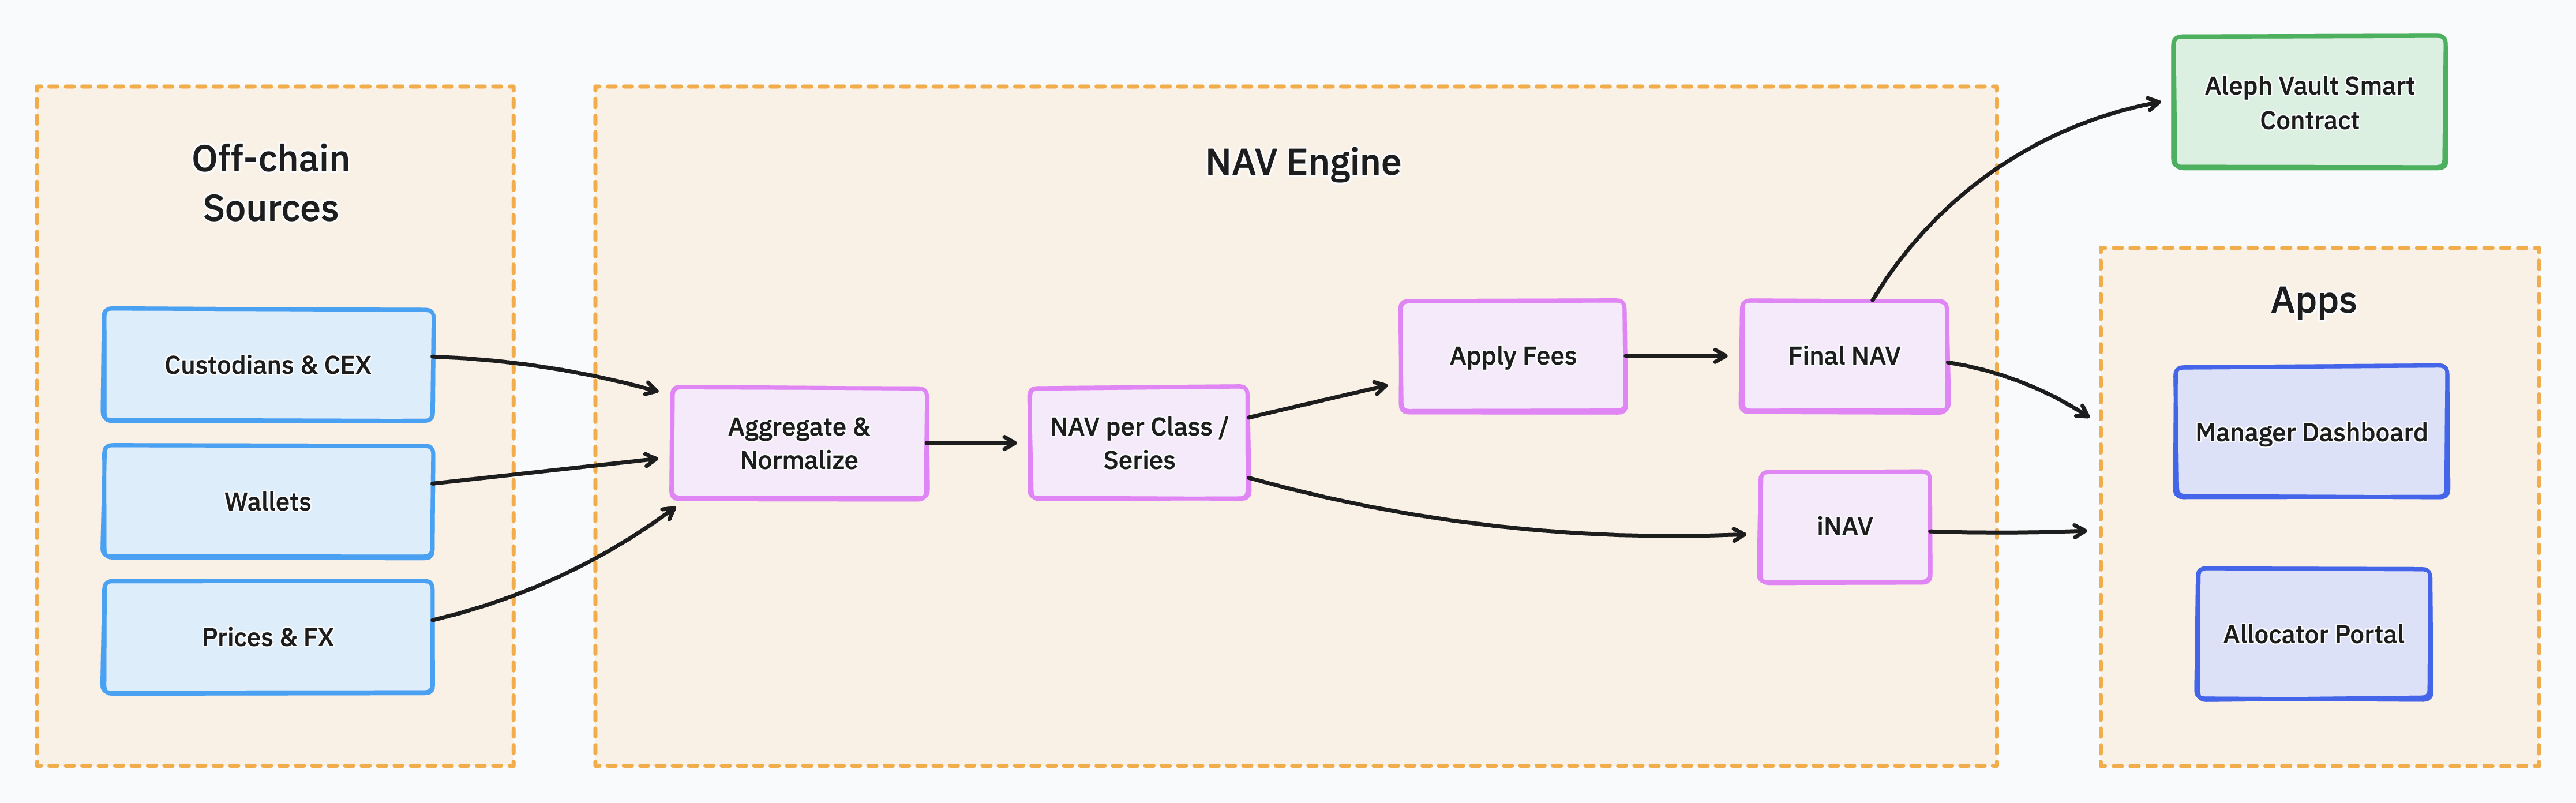 Off-chain
Sources
Custodians & CEX
Wallets
Prices & FX
NAV Engine
Aggregate &
Normalize
NAV per Class /
Series
Apply Fees
Final NAV
iNAV
Aleph Vault Smart
Contract
Apps
Manager Dashboard
Allocator Portal